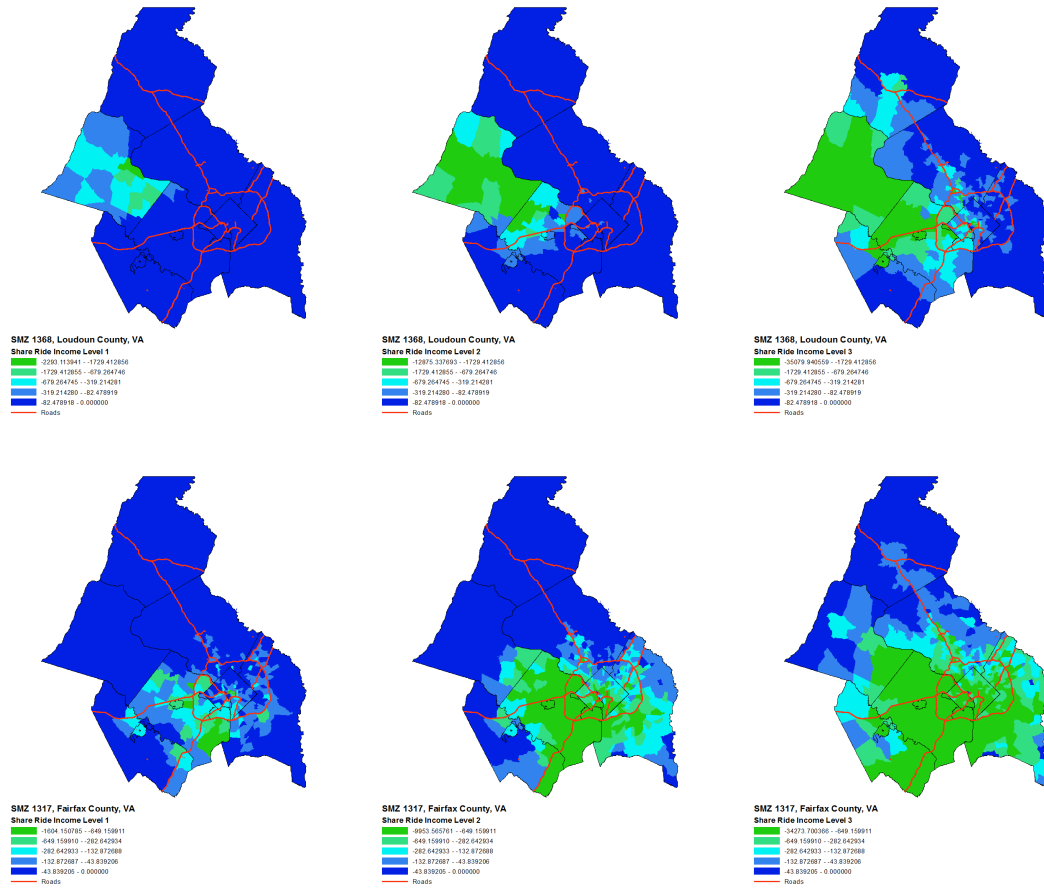 SMZ 1368, Loudoun County, VA
Share Ride Income Level 1
-2293.113941 - -1729.412856
-1729.412855 - -679.264746
-679.264745 - -319.214281
-319.214280 - -82.478919
-82.478918 - 0.000000
Roads
SMZ 1368, Loudoun County, VA
Share Ride Income Level 2
-12875.337693 - -1729.412856
-1729.412855 - -679.264746
-679.264745 - -319.214281
-319.214280 - -82.478919
-82.478918 - 0.000000
Roads
SMZ 1368, Loudoun County, VA
Share Ride Income Level 3
-35079.940559 - -1729.412856
-1729.412855 - -679.264746
-679.264745 - -319.214281
-319.214280 - -82.478919
-82.478918 - 0.000000
Roads
SMZ 1317, Fairfax County, VA
Share Ride Income Level 1
-1604.150785 - -649.159911
-649.159910 - -282.642934
-282.642933 - -132.872688
-132.872687 - -43.839206
-43.839205 - 0.000000
Roads
SMZ 1317, Fairfax County, VA
Share Ride Income Level 2
-9953.565761 - -649.159911
-649.159910 - -282.642934
-282.642933 - -132.872688
-132.872687 - -43.839206
-43.839205 - 0.000000
Roads
SMZ 1317, Fairfax County, VA
Share Ride Income Level 3
-34273.700366 - -649.159911
-649.159910 - -282.642934
-282.642933 - -132.872688
-132.872687 - -43.839206
-43.839205 - 0.000000
Roads